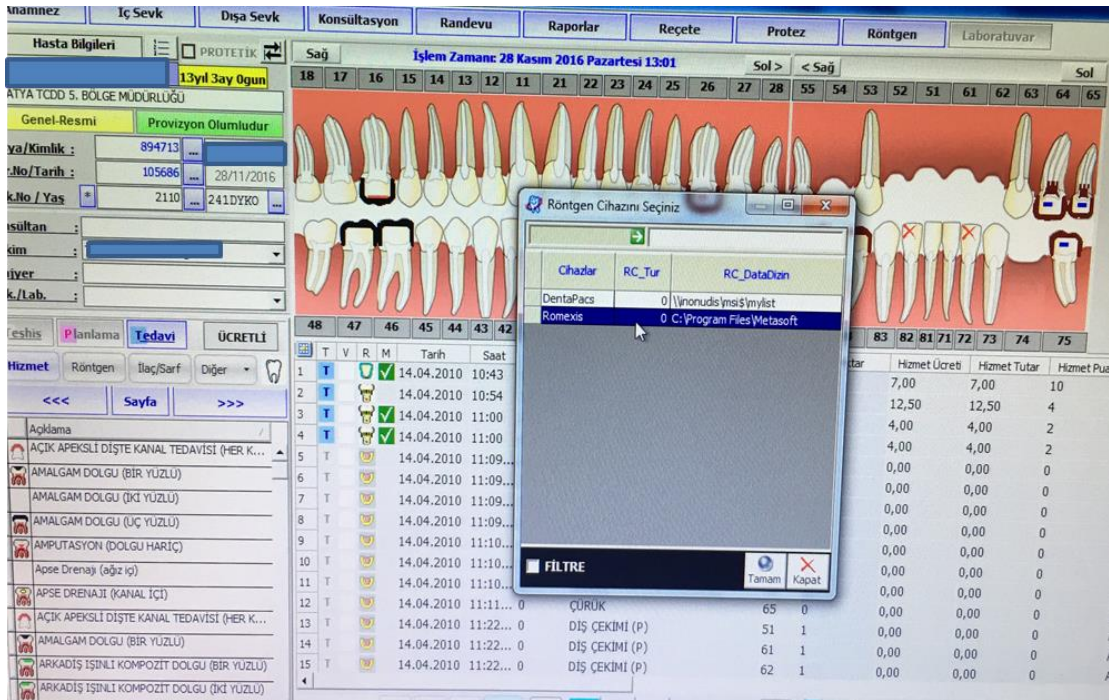 Anamnez İç Sevk Dışa Sevk Konsültasyon Randevu Raporlar Reçete Protez Röntgen Laboratuvar
Hasta Bilgileri PROTETİK
Sağ İşlem Zamanı: 28 Kasım 2016 Pazartesi 13:01 Sol > < Sağ Sol
13yıl 3ay 0gun
18 17 16 15 14 13 12 11 21 22 23 24 25 26 27 28 55 54 53 52 51 61 62 63 64 65
ATYA TCDD 5. BÖLGE MÜDÜRLÜĞÜ
Genel-Resmi Provizyon Olumludur
ya/Kimlik : 894713 ...
r.No/Tarih : 105686 ... 28/11/2016
k.No / Yas * 2110 ... 241DYKO ...
nsültan :
kim :
jyer :
k./Lab. :
Röntgen Cihazını Seçiniz
Cihazlar RC_Tur RC_DataDizin
DentaPacs 0 \\inonudis\msi$\mylist
Romexis 0 C:\Program Files\Metasoft
FİLTRE Tamam Kapat
Teşhis Planlama Tedavi ÜCRETLİ
Hizmet Röntgen İlaç/Sarf Diğer
<<< Sayfa >>>
Açıklama
AÇIK APEKSLİ DİŞTE KANAL TEDAVİSİ (HER K...
AMALGAM DOLGU (BİR YÜZLÜ)
AMALGAM DOLGU (İKİ YÜZLÜ)
AMALGAM DOLGU (ÜÇ YÜZLÜ)
AMPUTASYON (DOLGU HARİÇ)
Apse Drenajı (ağız içi)
APSE DRENAJI (KANAL İÇİ)
AÇIK APEKSLİ DİŞTE KANAL TEDAVİSİ (HER K...
AMALGAM DOLGU (BİR YÜZLÜ)
ARKADİŞ IŞINLI KOMPOZİT DOLGU (BİR YÜZLÜ)
ARKADİŞ IŞINLI KOMPOZİT DOLGU (İKİ YÜZLÜ)
48 47 46 45 44 43 42 83 82 81 71 72 73 74 75
T V R M Tarih Saat tar Hizmet Ücreti Hizmet Tutar Hizmet Pua
1 T 14.04.2010 10:43 7,00 7,00 10
2 T 14.04.2010 10:54 12,50 12,50 4
3 T 14.04.2010 11:00 4,00 4,00 2
4 T 14.04.2010 11:00 4,00 4,00 2
5 T 14.04.2010 11:09... 0,00 0,00 0
6 T 14.04.2010 11:09... 0,00 0,00 0
7 T 14.04.2010 11:09... 0,00 0,00 0
8 T 14.04.2010 11:09... 0,00 0,00 0
9 T 14.04.2010 11:10... 0,00 0,00 0
10 T 14.04.2010 11:10... 0,00 0,00 0
11 T 14.04.2010 11:10... 0,00 0,00 0
12 T 14.04.2010 11:11... 0 ÇÜRÜK 65 0 0,00 0,00 0
13 T 14.04.2010 11:22... 0 DİŞ ÇEKİMİ (P) 51 1 0,00 0,00 0
14 T 14.04.2010 11:22... 0 DİŞ ÇEKİMİ (P) 61 1 0,00 0,00 0
15 T 14.04.2010 11:22... 0 DİŞ ÇEKİMİ (P) 62 1 0,00 0,00 0